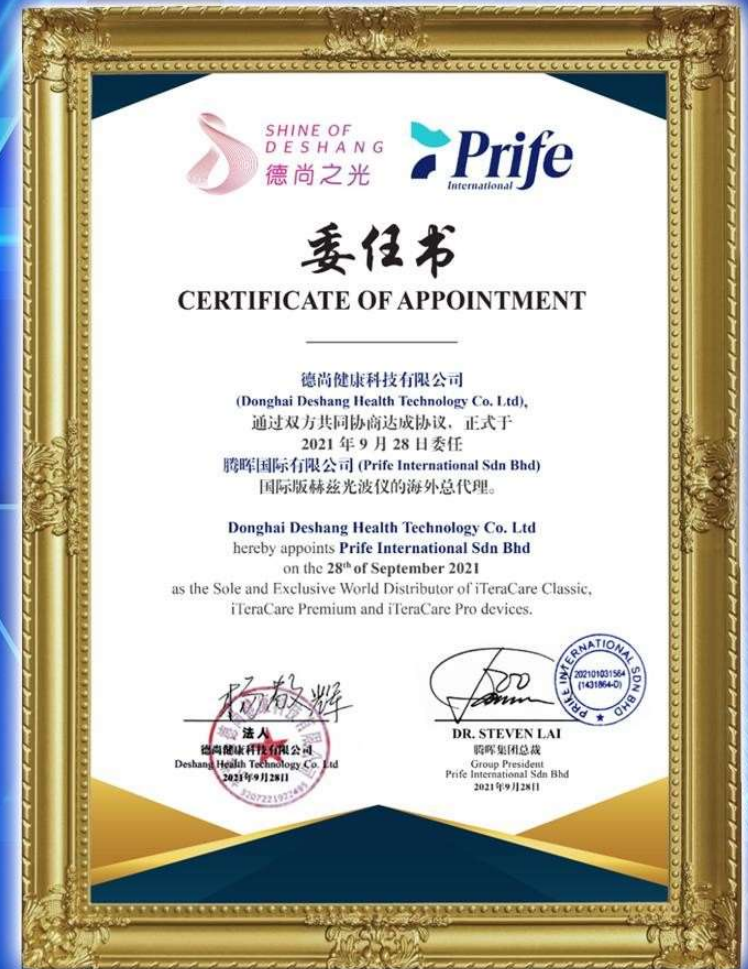 SHINE OF
DESHANG
德尚之光
Prife
International
委任书
CERTIFICATE OF APPOINTMENT
德尚健康科技有限公司
(Donghai Deshang Health Technology Co. Ltd),
通过双方共同协商达成协议，正式于
2021 年 9 月 28 日委任
腾晖国际有限公司 (Prife International Sdn Bhd)
国际版赫兹光波仪的海外总代理。
Donghai Deshang Health Technology Co. Ltd
hereby appoints Prife International Sdn Bhd
on the 28th of September 2021
as the Sole and Exclusive World Distributor of iTeraCare Classic,
iTeraCare Premium and iTeraCare Pro devices.
法人
德尚健康科技有限公司
Deshang Health Technology Co. Ltd
2021年9月28日
PRIFE INTERNATIONAL SDN BHD
202101031564
(1431864-D)
DR. STEVEN LAI
腾晖集团总裁
Group President
Prife International Sdn Bhd
2021年9月28日